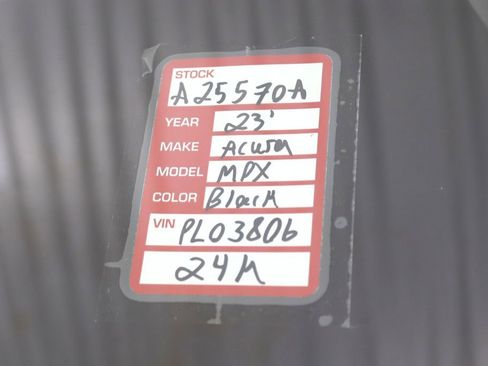 STOCK
A25570A
YEAR 23'
MAKE Acura
MODEL MDX
COLOR Black
VIN PL03806
24M